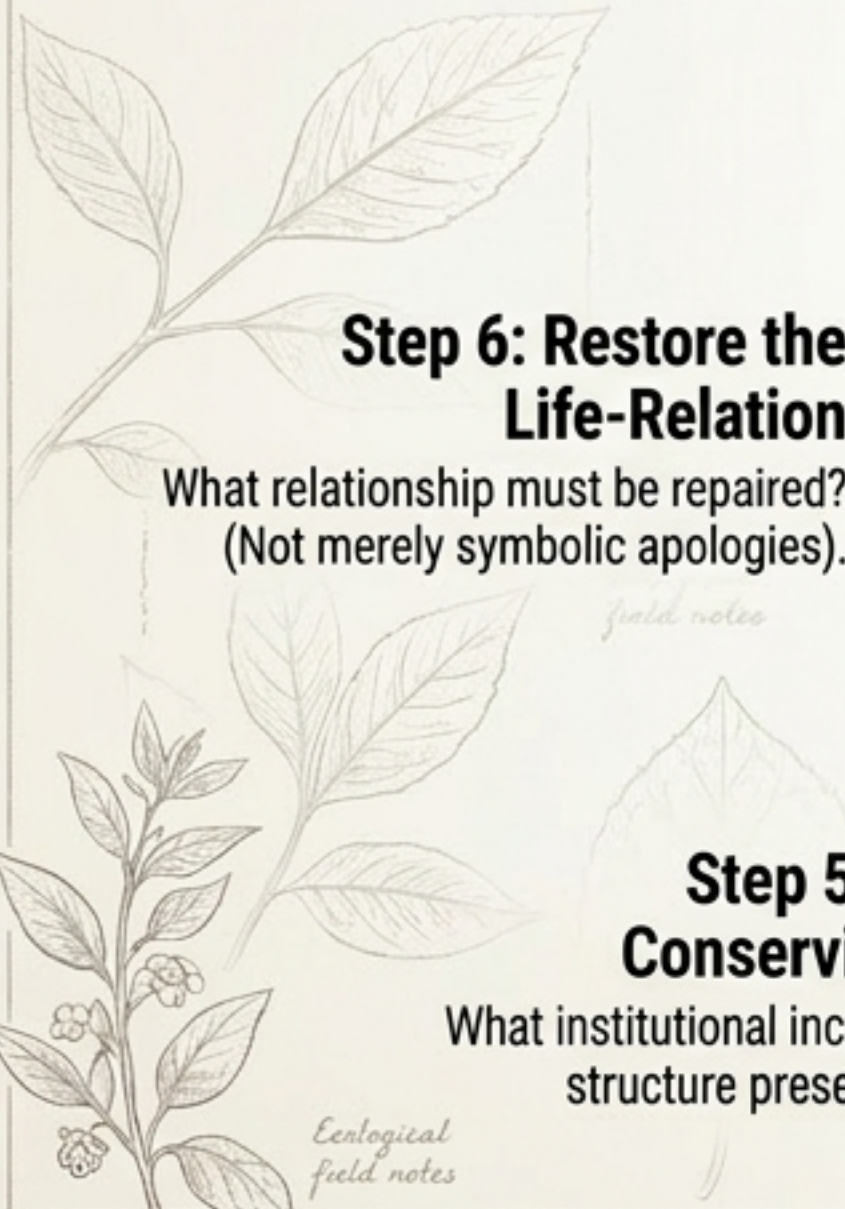 Step 6: Restore the
Life-Relation
What relationship must be repaired?
(Not merely symbolic apologies).
field notes
Step 5
Conservi
What institutional inc
structure prese
Eentogical
field notes